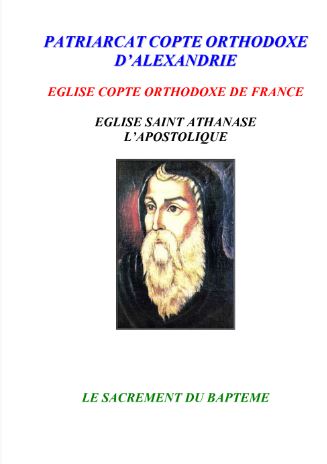 PATRIARCAT COPTE ORTHODOXE
D’ALEXANDRIE
EGLISE COPTE ORTHODOXE DE FRANCE
EGLISE SAINT ATHANASE
L’APOSTOLIQUE
LE SACREMENT DU BAPTEME